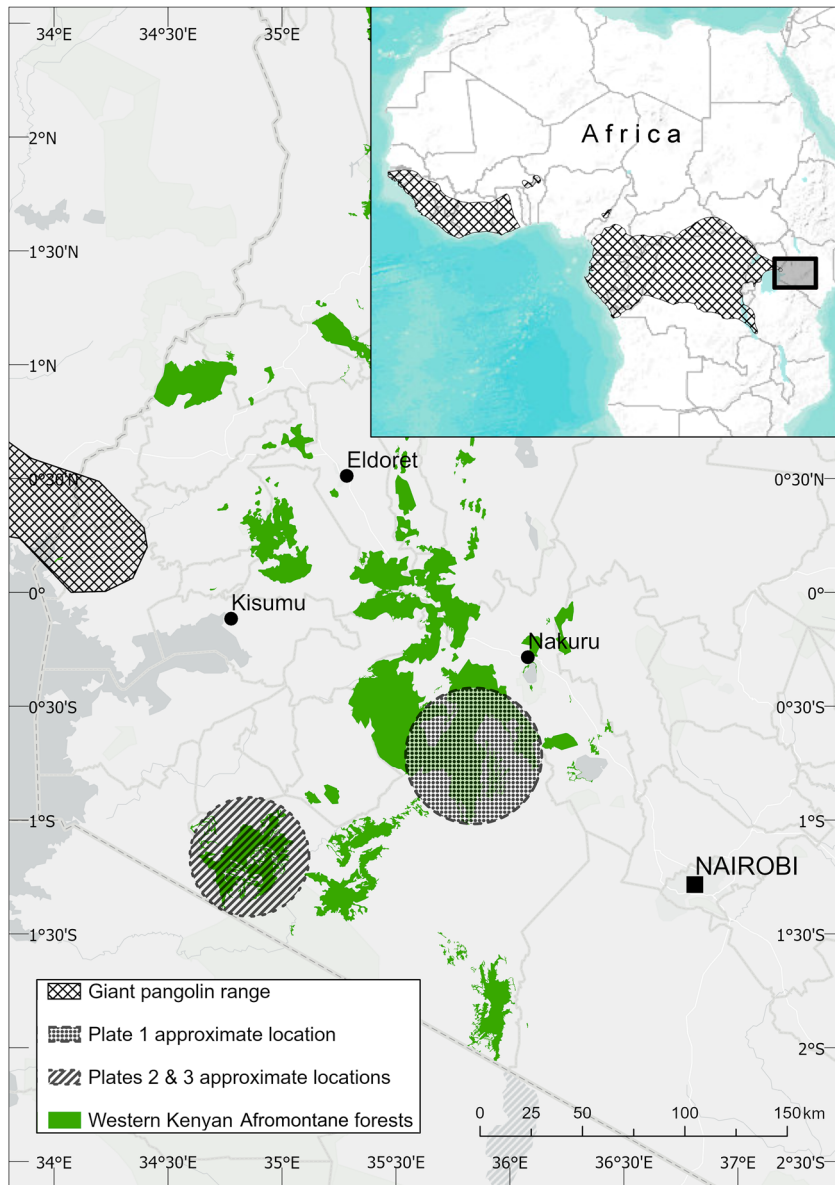 34°E
34°30'E
35°E
Africa
2°N
1°30'N
1°N
Eldoret
0°30'N
0°30'N
0°
0°
Kisumu
Nakuru
0°30'S
0°30'S
1°S
1°S
NAIROBI
1°30'S
1°30'S
Giant pangolin range
Plate 1 approximate location
Plates 2 & 3 approximate locations
Western Kenyan Afromontane forests
2°S
0 25 50 100 150 km
34°E
34°30'E
35°E
35°30'E
36°E
36°30'E
37°E
2°30'S